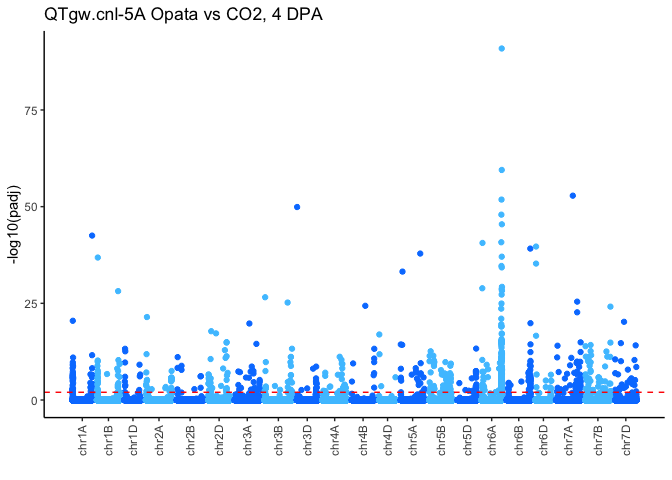 QTgw.cnl-5A Opata vs CO2, 4 DPA
-log10(padj)
75
50
25
0
chr1A
chr1B
chr1D
chr2A
chr2B
chr2D
chr3A
chr3B
chr3D
chr4A
chr4B
chr4D
chr5A
chr5B
chr5D
chr6A
chr6B
chr6D
chr7A
chr7B
chr7D